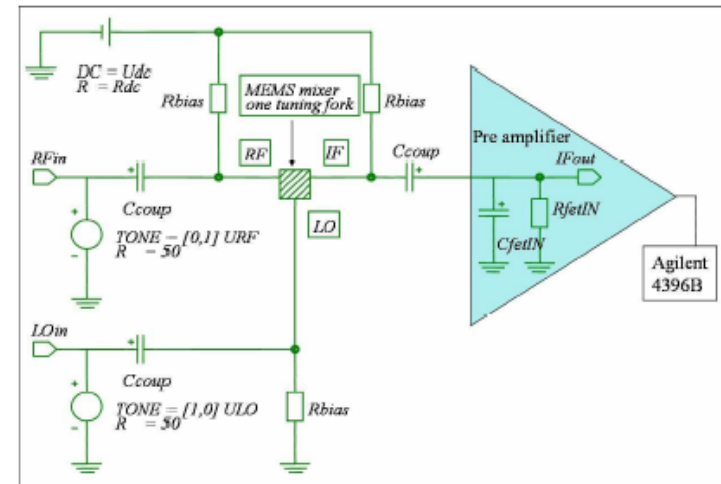 DC = Udc
R = Rdc
Rbias
MEMS mixer
one tuning fork
Rbias
Pre amplifier
RFin
RF
IF
Ccoup
IFout
Ccoup
LO
CfetIN
RfetIN
TONE = [0,1] URF
R = 50
Agilent
4396B
LOin
Ccoup
TONE = [1,0] ULO
R = 50
Rbias